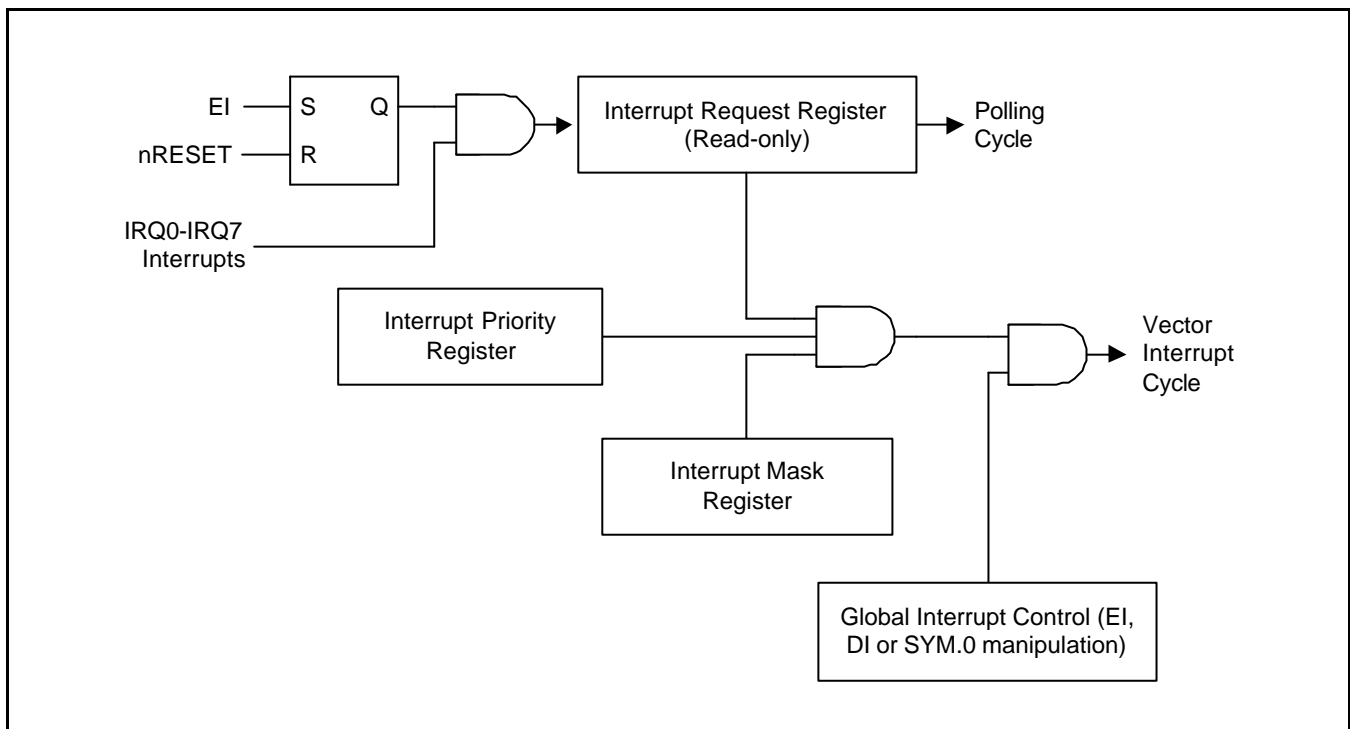 EI
S
Q
nRESET
R
IRQ0-IRQ7
Interrupts
Interrupt Request Register
(Read-only)
Polling
Cycle
Interrupt Priority
Register
Interrupt Mask
Register
Vector
Interrupt
Cycle
Global Interrupt Control (EI,
DI or SYM.0 manipulation)